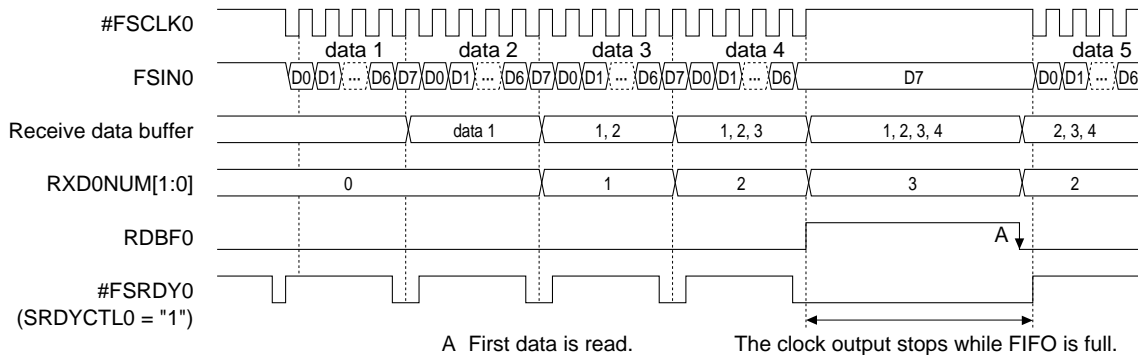 #FSCLK0
data 1 data 2 data 3 data 4 data 5
FSIN0 D0 D1 ... D6 D7 D0 D1 ... D6 D7 D0 D1 ... D6 D7 D0 D1 ... D6 D7 D0 D1 ... D6
Receive data buffer data 1 1, 2 1, 2, 3 1, 2, 3, 4 2, 3, 4
RXD0NUM[1:0] 0 1 2 3 2
RDBF0 A
#FSRDY0
(SRDYCTL0 = "1")
A First data is read. The clock output stops while FIFO is full.